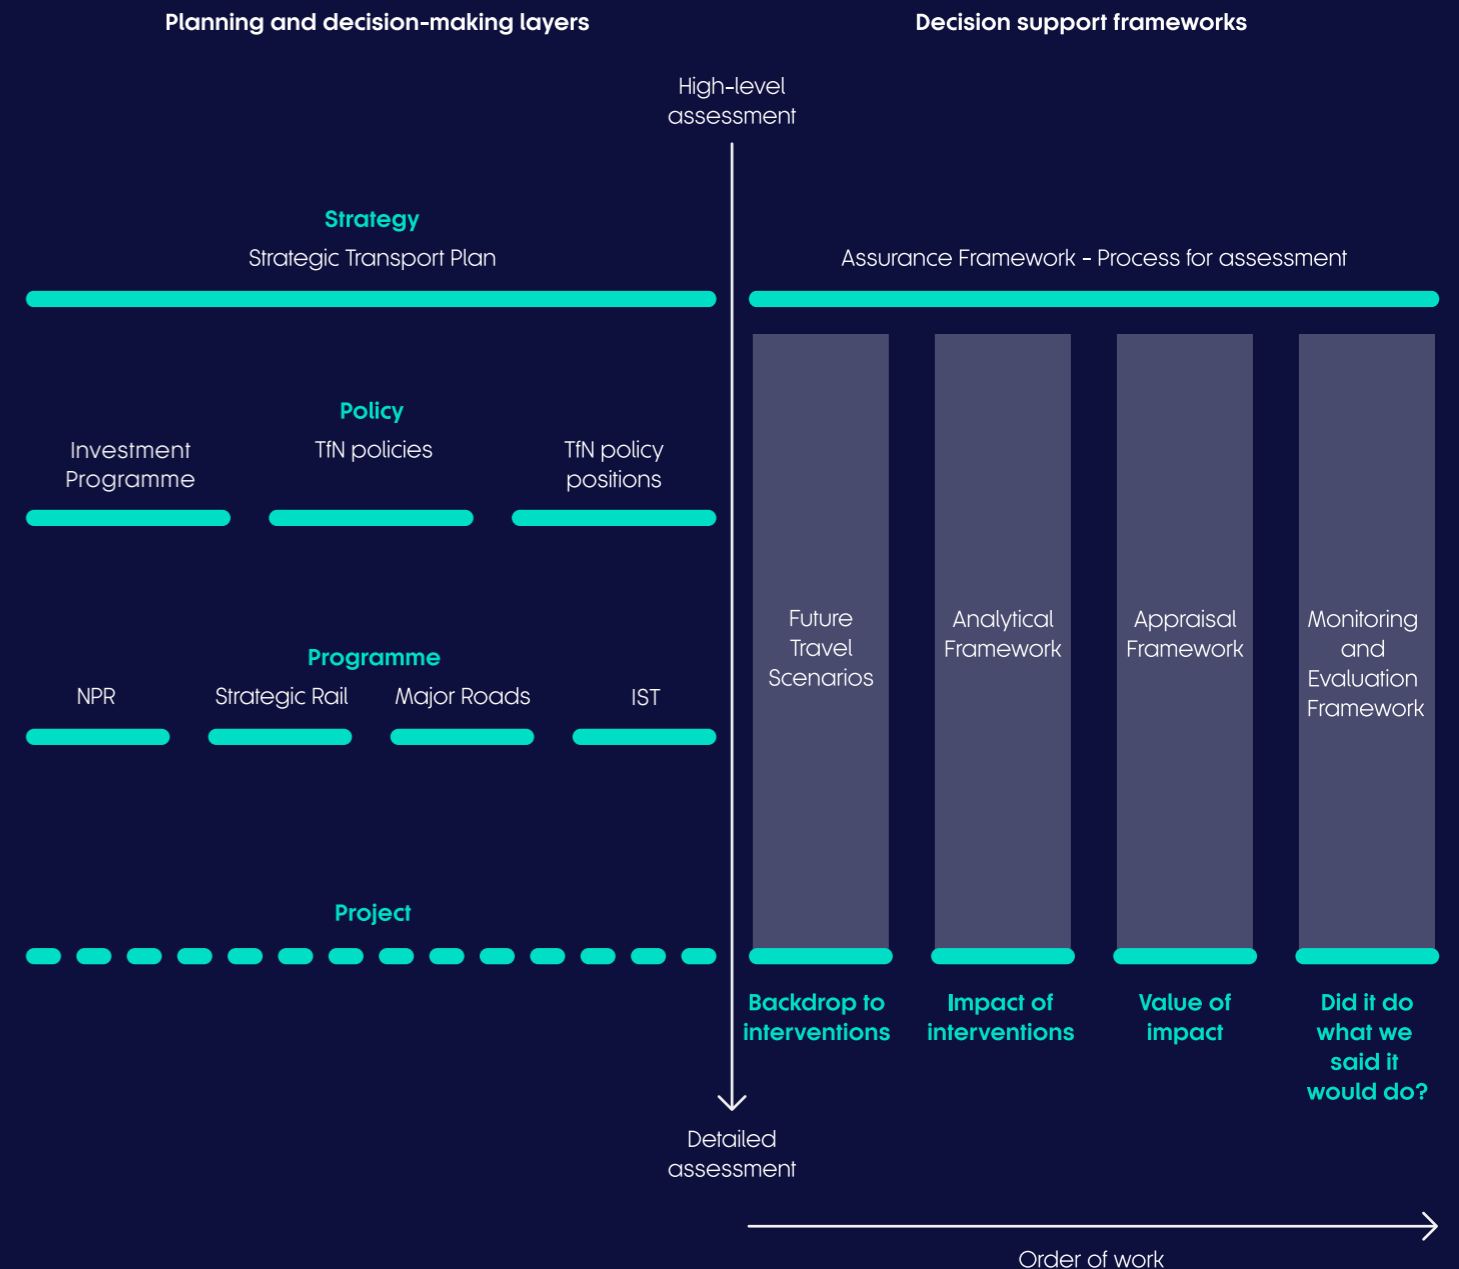 Planning and decision-making layers
Decision support frameworks
High-level
assessment
Strategy
Strategic Transport Plan
Assurance Framework - Process for assessment
Policy
Investment
Programme
TfN policies
TfN policy
positions
Programme
NPR
Strategic Rail
Major Roads
IST
Project
Future
Travel
Scenarios
Analytical
Framework
Appraisal
Framework
Monitoring
and
Evaluation
Framework
Backdrop to
interventions
Impact of
interventions
Value of
impact
Did it do
what we
said it
would do?
Detailed
assessment
Order of work